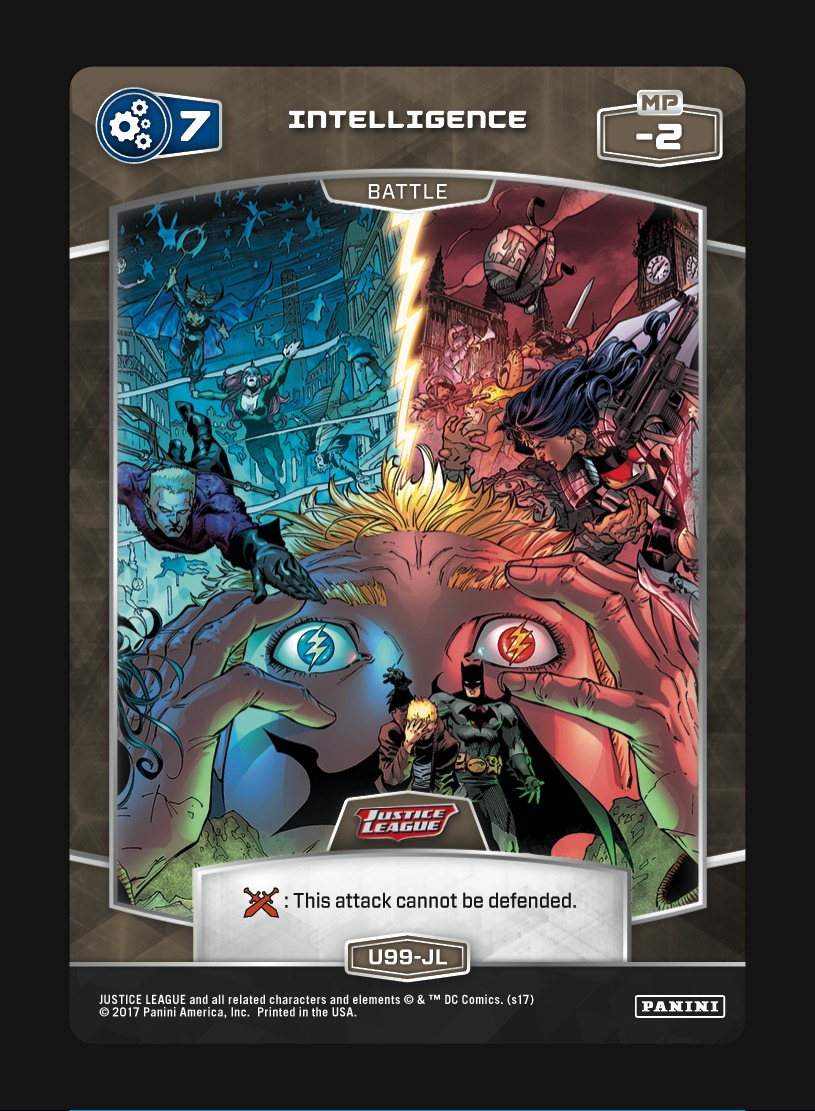 7
INTELLIGENCE
MP
-2
BATTLE
JUSTICE
LEAGUE
: This attack cannot be defended.
U99-JL
JUSTICE LEAGUE and all related characters and elements © & ™ DC Comics. (s17)
© 2017 Panini America, Inc. Printed in the USA.
PANINI